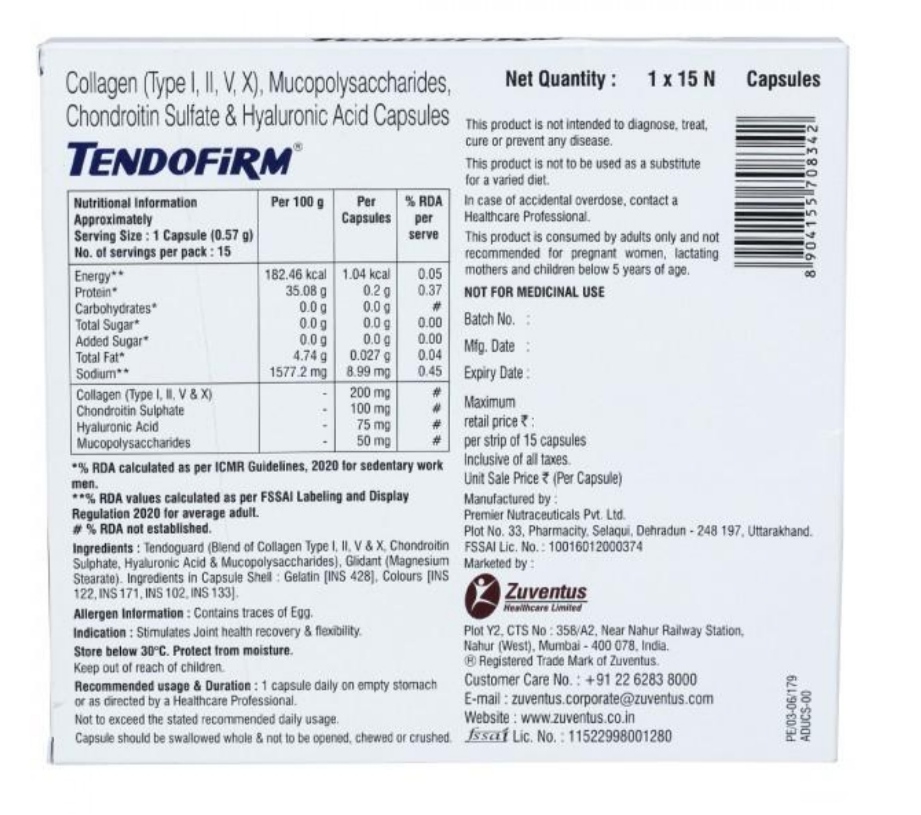 Collagen (Type I, II, V, X), Mucopolysaccharides,
Chondroitin Sulfate & Hyaluronic Acid Capsules
TENDOFiRM®
Nutritional Information Per 100 g Per % RDA
Approximately Capsules per
Serving Size : 1 Capsule (0.57 g) serve
No. of servings per pack : 15
Energy** 182.46 kcal 1.04 kcal 0.05
Protein* 35.08 g 0.2 g 0.37
Carbohydrates* 0.0 g 0.0 g #
Total Sugar* 0.0 g 0.0 g 0.00
Added Sugar* 0.0 g 0.0 g 0.00
Total Fat* 4.74 g 0.027 g 0.04
Sodium** 1577.2 mg 8.99 mg 0.45
Collagen (Type I, II, V & X) - 200 mg #
Chondroitin Sulphate - 100 mg #
Hyaluronic Acid - 75 mg #
Mucopolysaccharides - 50 mg #
*% RDA calculated as per ICMR Guidelines, 2020 for sedentary work
men.
**% RDA values calculated as per FSSAI Labeling and Display
Regulation 2020 for average adult.
# % RDA not established.
Ingredients : Tendoguard (Blend of Collagen Type I, II, V & X, Chondroitin
Sulphate, Hyaluronic Acid & Mucopolysaccharides), Glidant (Magnesium
Stearate). Ingredients in Capsule Shell : Gelatin [INS 428], Colours [INS
122, INS 171, INS 102, INS 133].
Allergen Information : Contains traces of Egg.
Indication : Stimulates Joint health recovery & flexibility.
Store below 30°C. Protect from moisture.
Keep out of reach of children.
Recommended usage & Duration : 1 capsule daily on empty stomach
or as directed by a Healthcare Professional.
Not to exceed the stated recommended daily usage.
Capsule should be swallowed whole & not to be opened, chewed or crushed.
Net Quantity : 1 x 15 N Capsules
This product is not intended to diagnose, treat,
cure or prevent any disease.
This product is not to be used as a substitute
for a varied diet.
In case of accidental overdose, contact a
Healthcare Professional.
This product is consumed by adults only and not
recommended for pregnant women, lactating
mothers and children below 5 years of age.
NOT FOR MEDICINAL USE
Batch No. :
Mfg. Date :
Expiry Date :
Maximum
retail price ₹ :
per strip of 15 capsules
Inclusive of all taxes.
Unit Sale Price ₹ (Per Capsule)
Manufactured by :
Premier Nutraceuticals Pvt. Ltd.
Plot No. 33, Pharmacity, Selaqui, Dehradun - 248 197, Uttarakhand.
FSSAI Lic. No. : 10016012000374
Marketed by :
Zuventus
Healthcare Limited
Plot Y2, CTS No : 358/A2, Near Nahur Railway Station,
Nahur (West), Mumbai - 400 078, India.
® Registered Trade Mark of Zuventus.
Customer Care No. : +91 22 6283 8000
E-mail : zuventus.corporate@zuventus.com
Website : www.zuventus.co.in
fssai Lic. No. : 11522998001280
8 904155 708342
PE/03-06/179
ADUCS-00